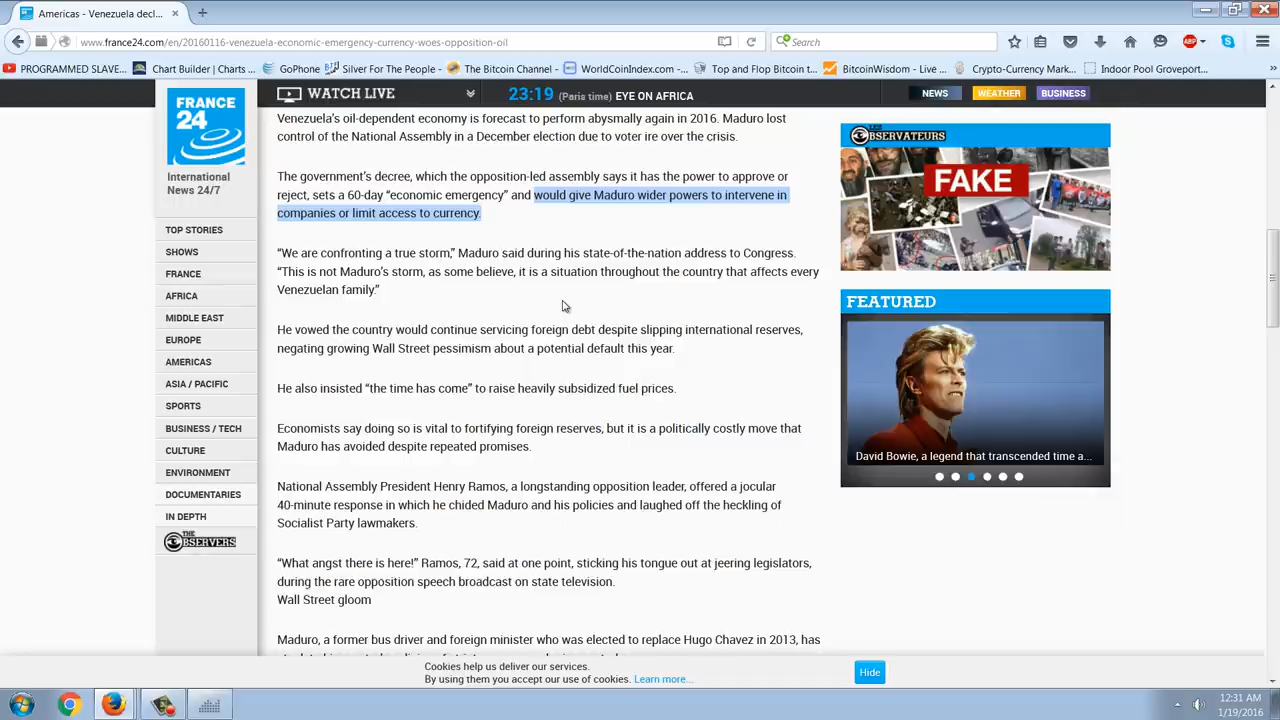 Americas - Venezuela decl...
www.france24.com/en/20160116-venezuela-economic-emergency-currency-woes-opposition-oil
Search
ABP
PROGRAMMED SLAVE...
Chart Builder | Charts ...
GoPhone
Silver For The People - ...
The Bitcoin Channel - ...
WorldCoinIndex.com -...
Top and Flop Bitcoin t...
BitcoinWisdom - Live ...
Crypto-Currency Mark...
Indoor Pool Groveport...
WATCH LIVE
23:19 (Paris time) EYE ON AFRICA
NEWS
WEATHER
BUSINESS
FRANCE
24
International
News 24/7
TOP STORIES
SHOWS
FRANCE
AFRICA
MIDDLE EAST
EUROPE
AMERICAS
ASIA / PACIFIC
SPORTS
BUSINESS / TECH
CULTURE
ENVIRONMENT
DOCUMENTARIES
IN DEPTH
THE
OBSERVERS
Venezuela’s oil-dependent economy is forecast to perform abysmally again in 2016. Maduro lost
control of the National Assembly in a December election due to voter ire over the crisis.
The government’s decree, which the opposition-led assembly says it has the power to approve or
reject, sets a 60-day “economic emergency” and would give Maduro wider powers to intervene in
companies or limit access to currency.
“We are confronting a true storm,” Maduro said during his state-of-the-nation address to Congress.
“This is not Maduro’s storm, as some believe, it is a situation throughout the country that affects every
Venezuelan family.”
He vowed the country would continue servicing foreign debt despite slipping international reserves,
negating growing Wall Street pessimism about a potential default this year.
He also insisted “the time has come” to raise heavily subsidized fuel prices.
Economists say doing so is vital to fortifying foreign reserves, but it is a politically costly move that
Maduro has avoided despite repeated promises.
National Assembly President Henry Ramos, a longstanding opposition leader, offered a jocular
40-minute response in which he chided Maduro and his policies and laughed off the heckling of
Socialist Party lawmakers.
“What angst there is here!” Ramos, 72, said at one point, sticking his tongue out at jeering legislators,
during the rare opposition speech broadcast on state television.
Wall Street gloom
Maduro, a former bus driver and foreign minister who was elected to replace Hugo Chavez in 2013, has
LES
OBSERVATEURS
FAKE
FEATURED
David Bowie, a legend that transcended time a...
Cookies help us deliver our services.
By using them you accept our use of cookies. Learn more...
Hide
12:31 AM
1/19/2016